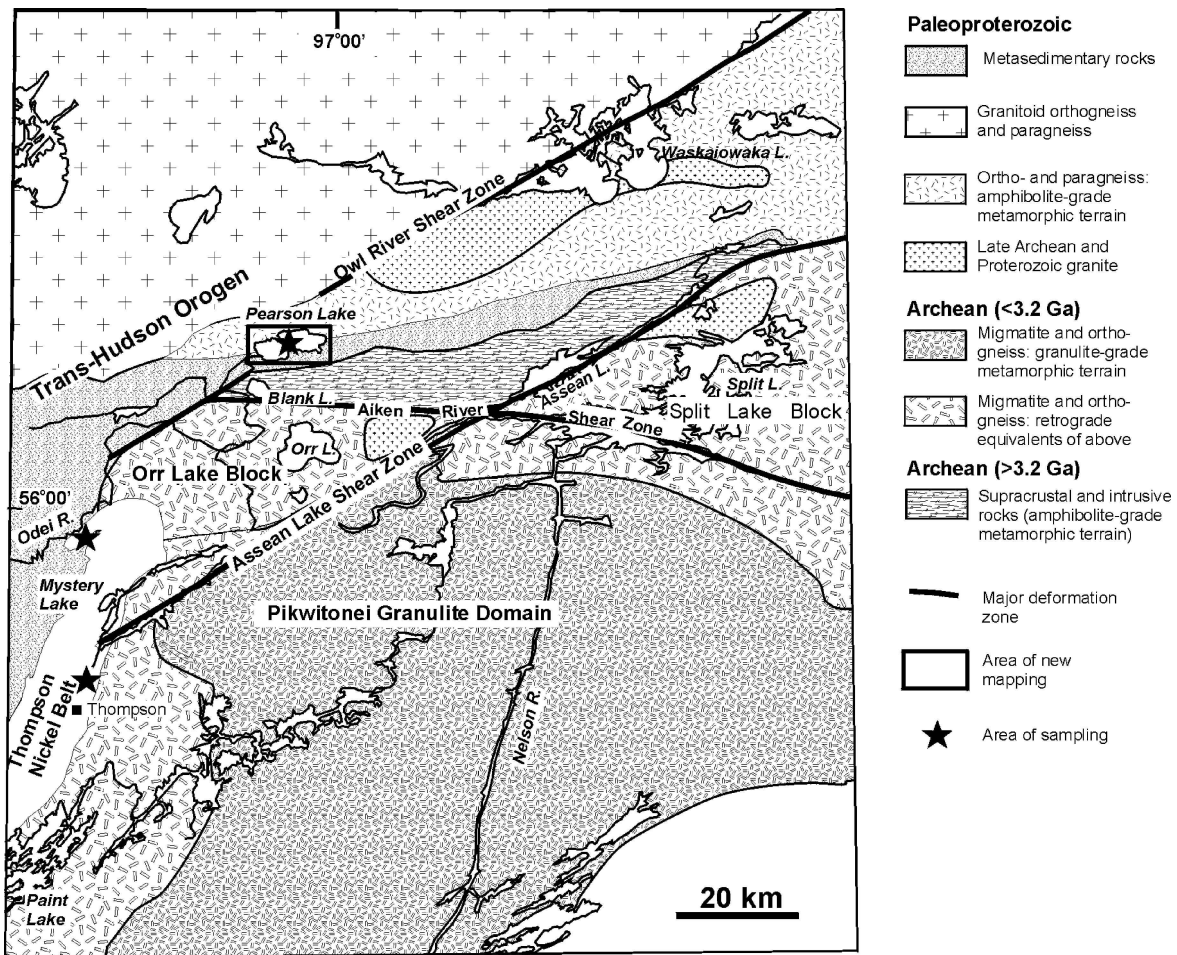 97°00'
Waskaiowaka L.
Owl River Shear Zone
Trans-Hudson Orogen
Pearson Lake
Blank L.
Aiken River Shear Zone
Assean L.
Split L.
Split Lake Block
Orr L.
Orr Lake Block
Assean Lake Shear Zone
56°00'
Odei R.
Mystery
Lake
Pikwitonei Granulite Domain
Thompson
Nickel Belt
Thompson
Nelson R.
Paint
Lake
20 km
Paleoproterozoic
Metasedimentary rocks
Granitoid orthogneiss
and paragneiss
Ortho- and paragneiss:
amphibolite-grade
metamorphic terrain
Late Archean and
Proterozoic granite
Archean (<3.2 Ga)
Migmatite and ortho-
gneiss: granulite-grade
metamorphic terrain
Migmatite and ortho-
gneiss: retrograde
equivalents of above
Archean (>3.2 Ga)
Supracrustal and intrusive
rocks (amphibolite-grade
metamorphic terrain)
Major deformation
zone
Area of new
mapping
Area of sampling